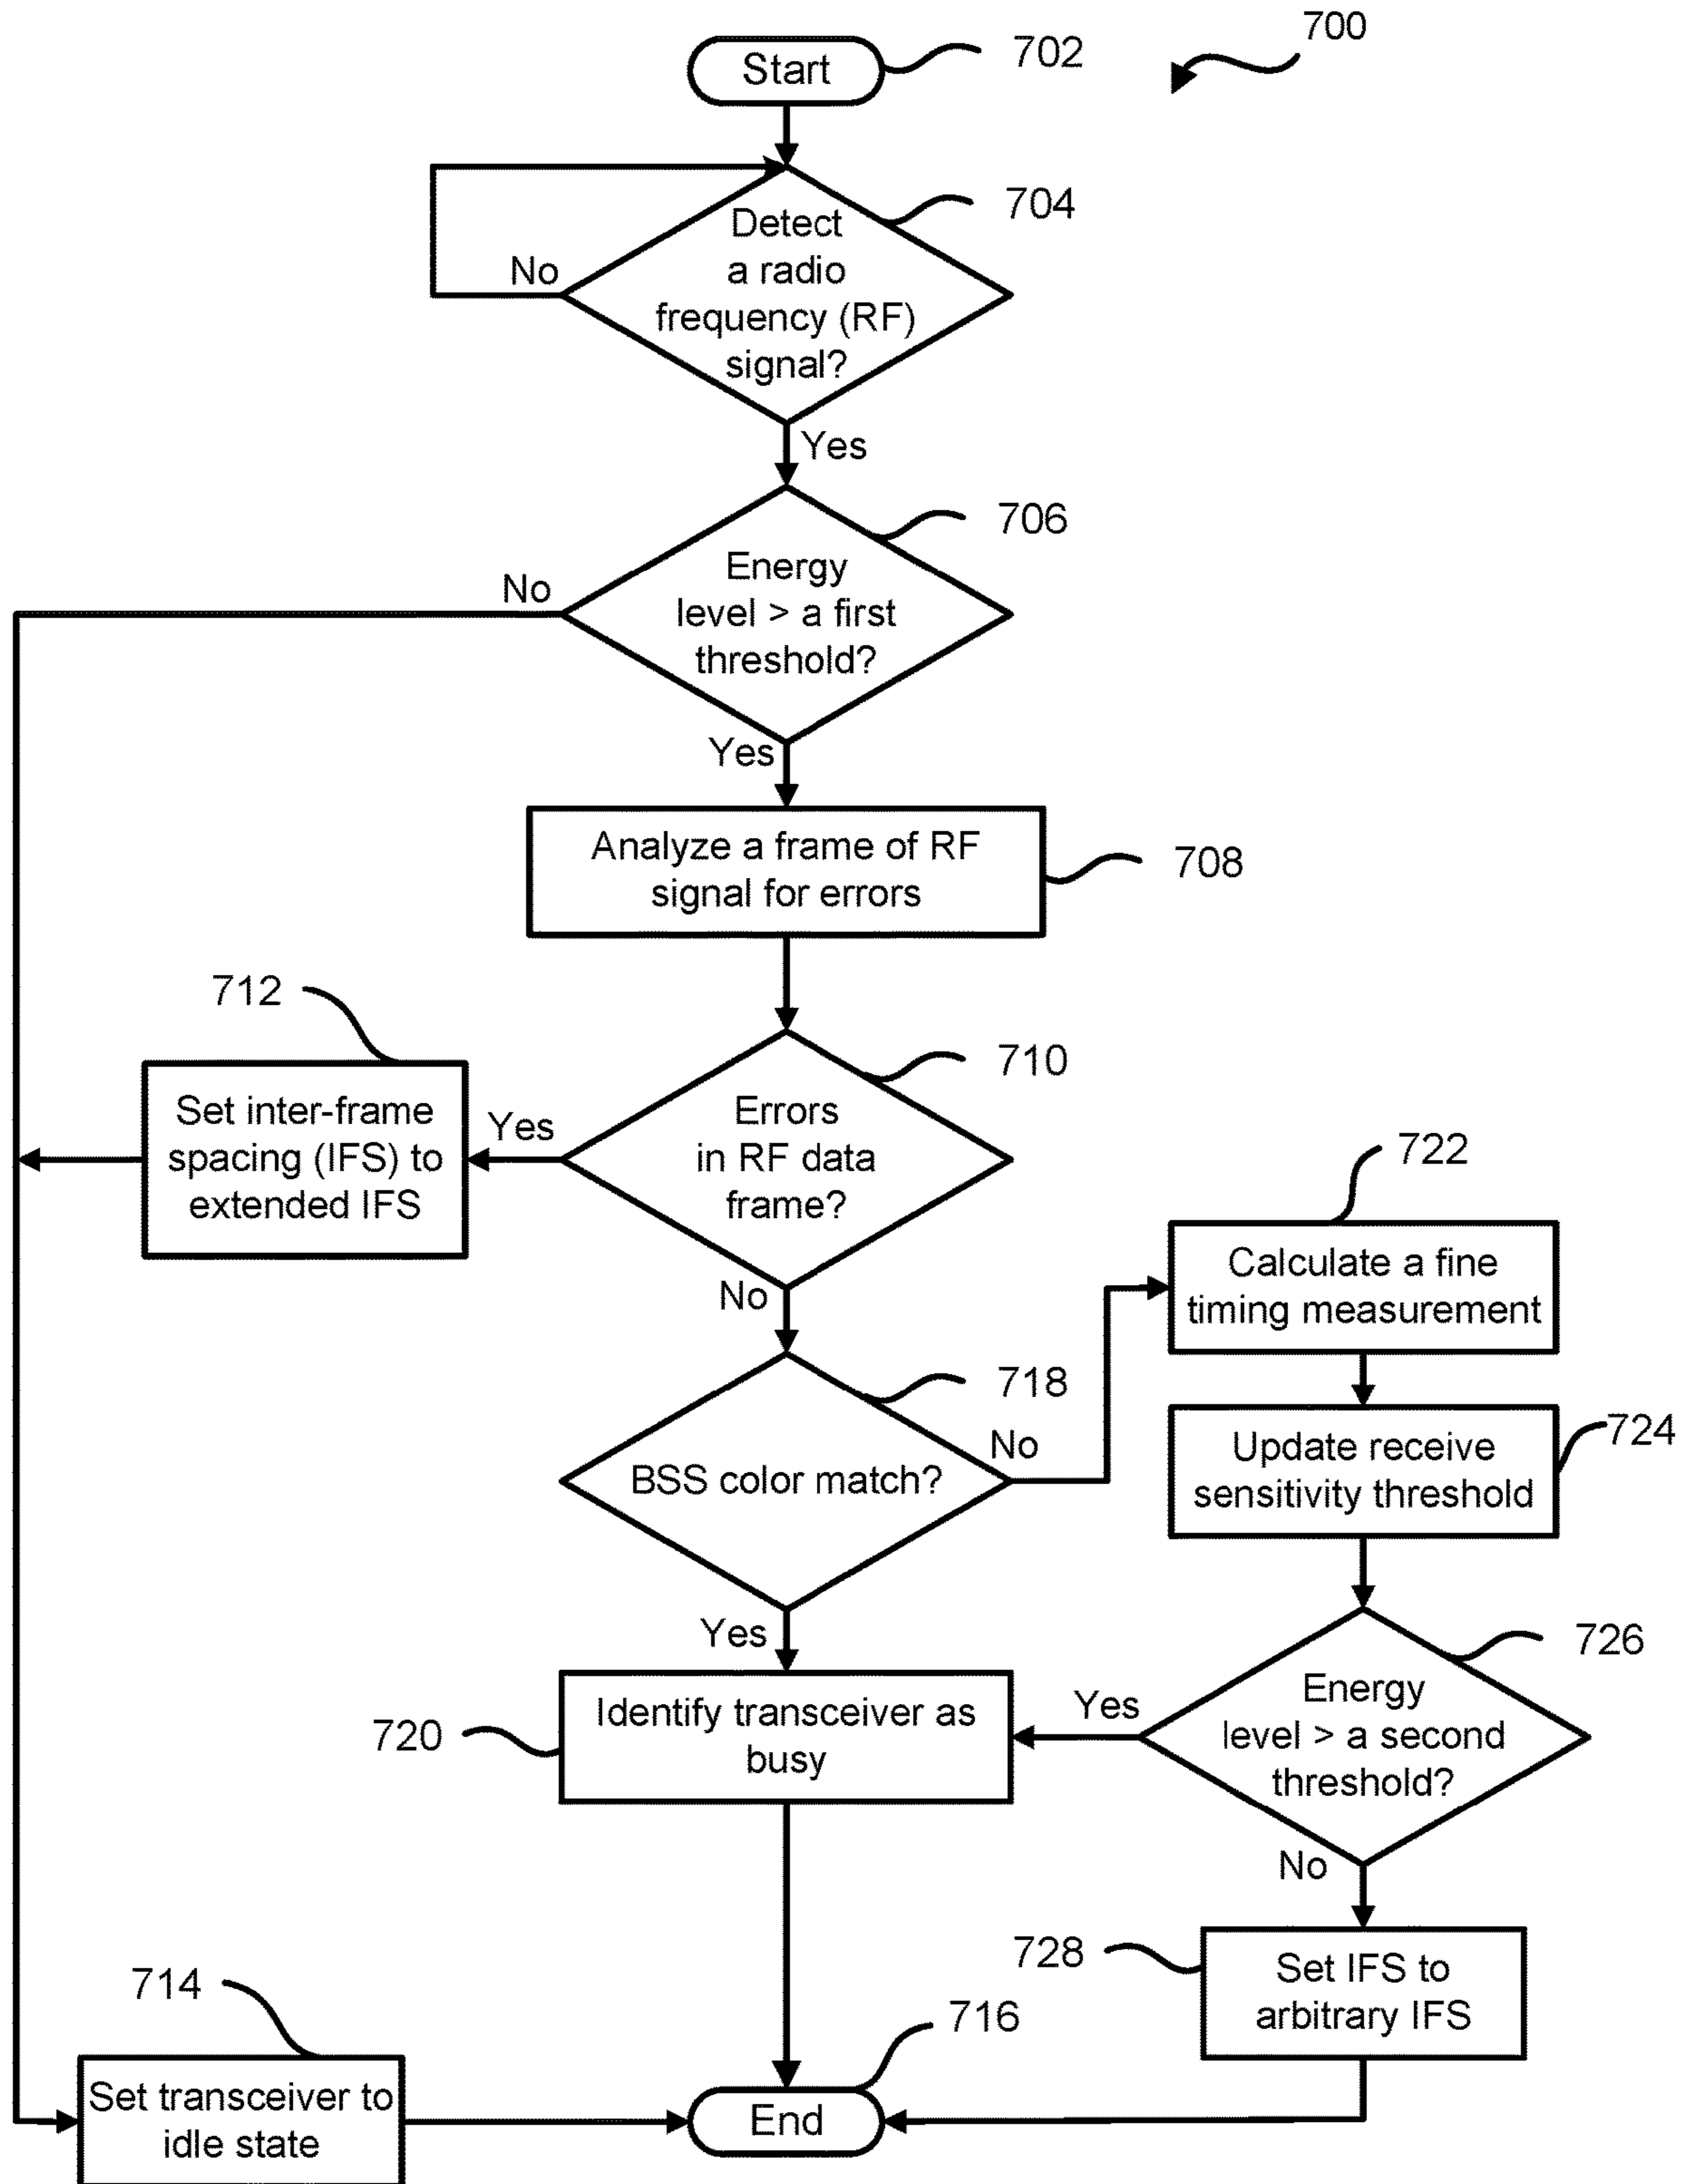 700
Start
702
Detect
a radio
frequency (RF)
signal?
704
No
Yes
Energy
level > a first
threshold?
706
No
Yes
Analyze a frame of RF
signal for errors
708
Errors
in RF data
frame?
710
Yes
712
Set inter-frame
spacing (IFS) to
extended IFS
No
BSS color match?
718
No
722
Calculate a fine
timing measurement
Update receive
sensitivity threshold
724
Yes
Identify transceiver as
busy
720
Yes
Energy
level > a second
threshold?
726
No
728
Set IFS to
arbitrary IFS
714
Set transceiver to
idle state
716
End